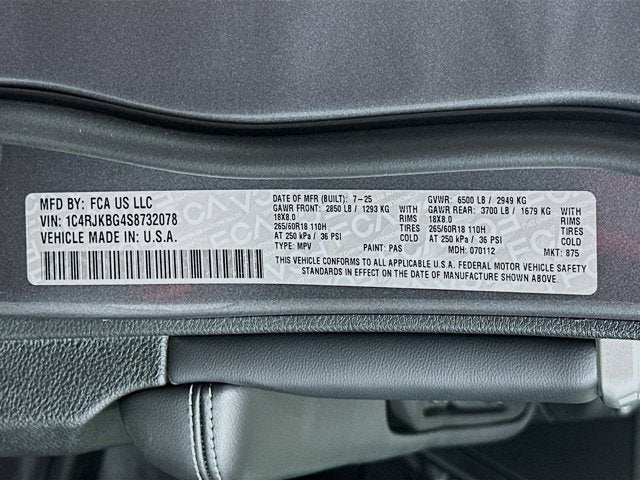 MFD BY: FCA US LLC
VIN: 1C4RJKBG4S8732078
VEHICLE MADE IN: U.S.A.
DATE OF MFR (BUILT): 7-25 GVWR: 6500 LB / 2949 KG
GAWR FRONT: 2850 LB / 1293 KG WITH GAWR REAR: 3700 LB / 1679 KG WITH
18X8.0 RIMS 18X8.0 RIMS
265/60R18 110H TIRES 265/60R18 110H TIRES
AT 250 kPa / 36 PSI COLD AT 250 kPa / 36 PSI COLD
TYPE: MPV PAINT: PAS MDH: 070112 MKT: 875
THIS VEHICLE CONFORMS TO ALL APPLICABLE U.S.A. FEDERAL MOTOR VEHICLE SAFETY
STANDARDS IN EFFECT ON THE DATE OF MANUFACTURE SHOWN ABOVE.